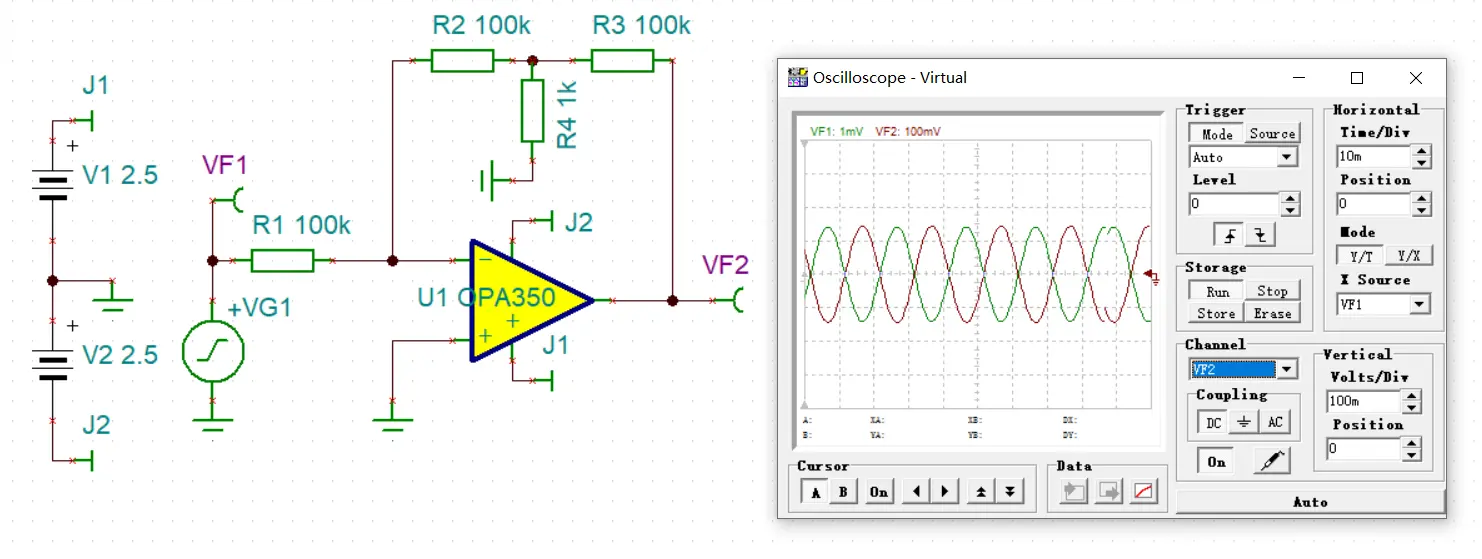 R2 100k
R3 100k
J1
+
R4 1k
V1 2.5
VF1
R1 100k
J2
VF2
U1 OPA350
+VG1
+
V2 2.5
J1
J2
Oscilloscope - Virtual
VF1: 1mV VF2: 100mV
A: XA: XB: DX:
B: YA: YB: DY:
Cursor
A B On
Data
Trigger
Mode Source
Auto
Level
0
Storage
Run Stop
Store Erase
Channel
VF2
Coupling
DC AC
On
Horizontal
Time/Div
10m
Position
0
Mode
Y/T Y/X
X Source
VF1
Vertical
Volts/Div
100m
Position
0
Auto